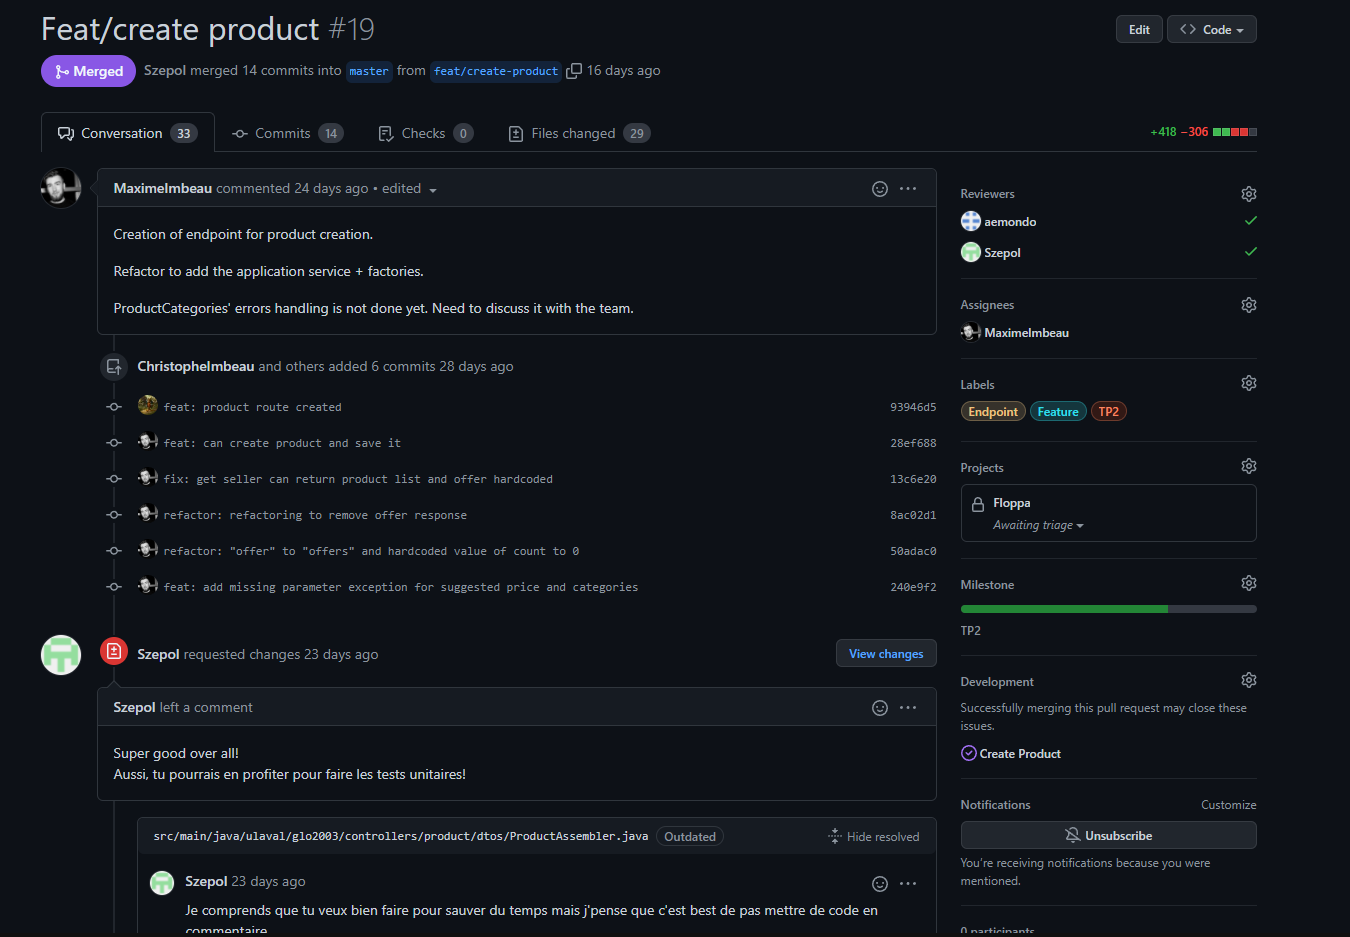 Feat/create product #19
Edit
Code
Merged
Szepol merged 14 commits into master from feat/create-product 16 days ago
Conversation 33
Commits 14
Checks 0
Files changed 29
+418 −306
MaximeImbeau commented 24 days ago • edited
Creation of endpoint for product creation.
Refactor to add the application service + factories.
ProductCategories' errors handling is not done yet. Need to discuss it with the team.
ChristopheImbeau and others added 6 commits 28 days ago
feat: product route created 93946d5
feat: can create product and save it 28ef688
fix: get seller can return product list and offer hardcoded 13c6e20
refactor: refactoring to remove offer response 8ac02d1
refactor: "offer" to "offers" and hardcoded value of count to 0 50adac0
feat: add missing parameter exception for suggested price and categories 240e9f2
Szepol requested changes 23 days ago
View changes
Szepol left a comment
Super good over all!
Aussi, tu pourrais en profiter pour faire les tests unitaires!
src/main/java/ulaval/glo2003/controllers/product/dtos/ProductAssembler.java Outdated
Hide resolved
Szepol 23 days ago
Je comprends que tu veux bien faire pour sauver du temps mais j'pense que c'est best de pas mettre de code en
commentaire
Reviewers
aemondo
Szepol
Assignees
MaximeImbeau
Labels
Endpoint Feature TP2
Projects
Floppa
Awaiting triage
Milestone
TP2
Development
Successfully merging this pull request may close these
issues.
Create Product
Notifications
Customize
Unsubscribe
You're receiving notifications because you were
mentioned.
0 participants